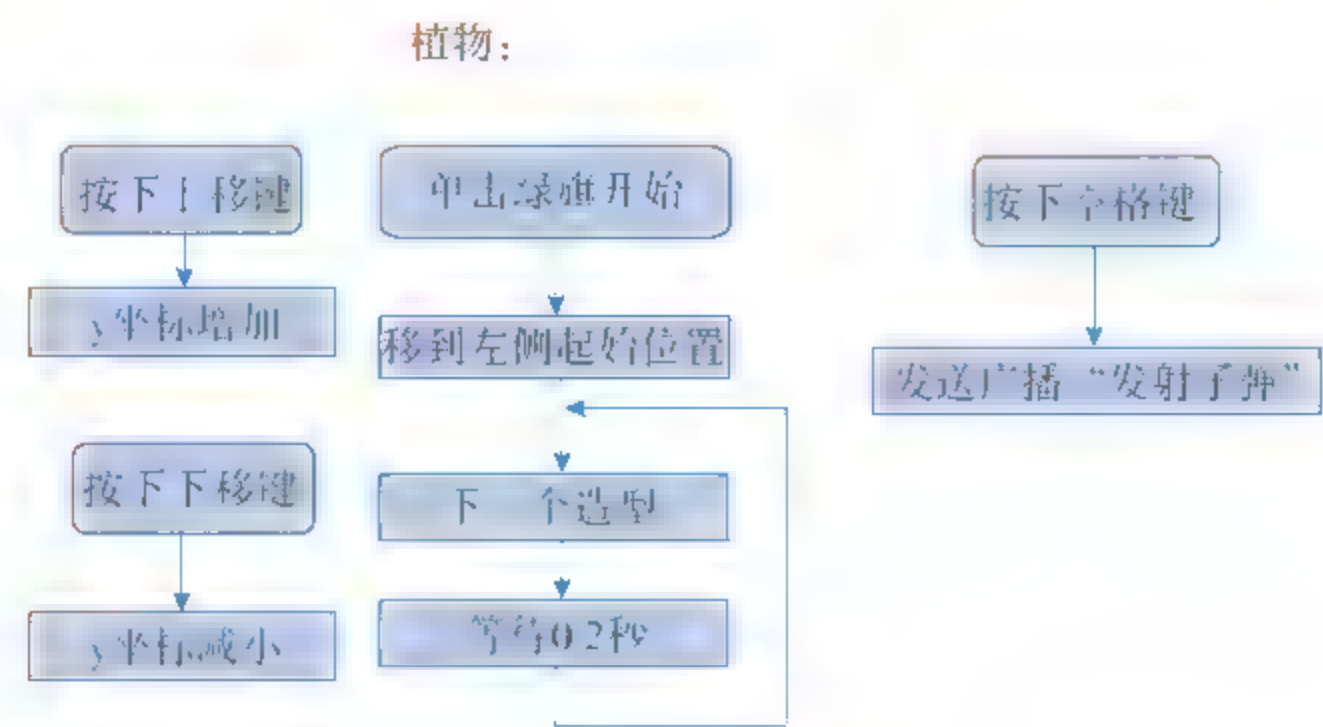 植物：
按下上移键
y坐标增加
按下下移键
y坐标减小
单击绿旗开始
移到左侧起始位置
下一个造型
等待0.2秒
按下空格键
发送广播“发射子弹”